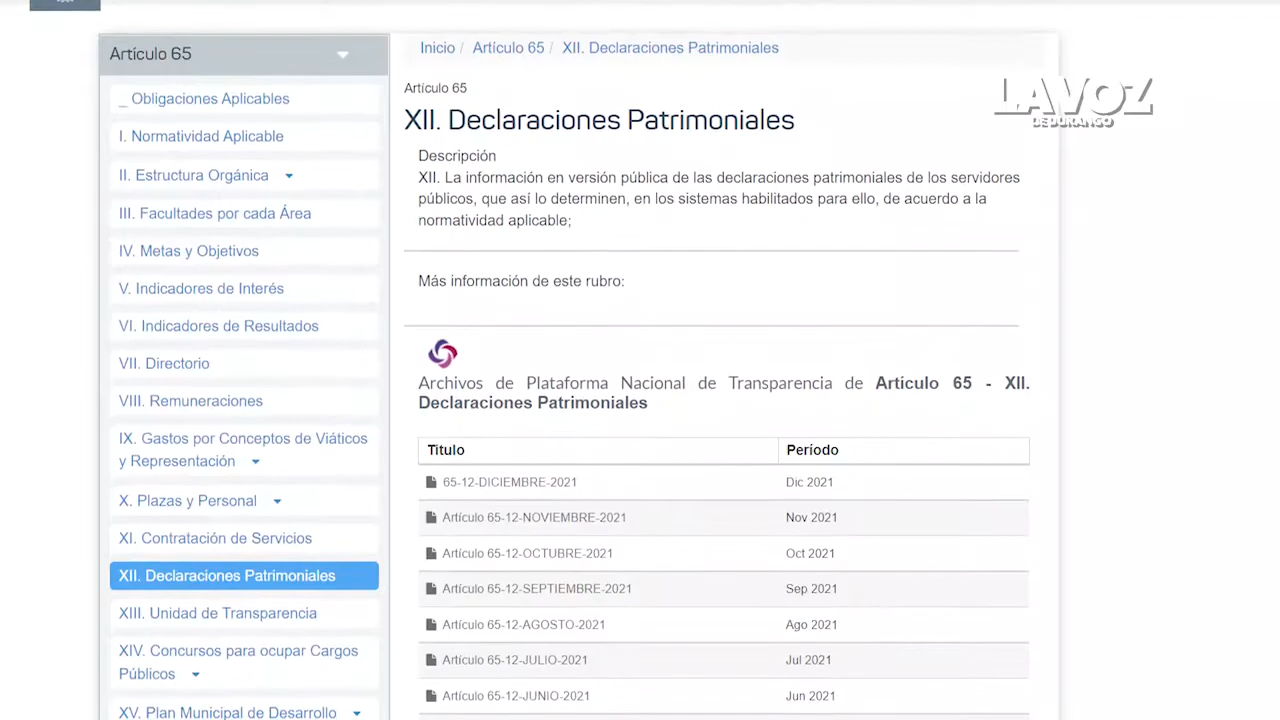 Artículo 65
_ Obligaciones Aplicables
I. Normatividad Aplicable
II. Estructura Orgánica
III. Facultades por cada Área
IV. Metas y Objetivos
V. Indicadores de Interés
VI. Indicadores de Resultados
VII. Directorio
VIII. Remuneraciones
IX. Gastos por Conceptos de Viáticos
y Representación
X. Plazas y Personal
XI. Contratación de Servicios
XII. Declaraciones Patrimoniales
XIII. Unidad de Transparencia
XIV. Concursos para ocupar Cargos
Públicos
XV. Plan Municipal de Desarrollo
Inicio / Artículo 65 / XII. Declaraciones Patrimoniales
Artículo 65
XII. Declaraciones Patrimoniales
LA VOZ
DE DURANGO
Descripción
XII. La información en versión pública de las declaraciones patrimoniales de los servidores
públicos, que así lo determinen, en los sistemas habilitados para ello, de acuerdo a la
normatividad aplicable;
Más información de este rubro:
Archivos de Plataforma Nacional de Transparencia de Artículo 65 - XII.
Declaraciones Patrimoniales
Titulo Período
65-12-DICIEMBRE-2021 Dic 2021
Artículo 65-12-NOVIEMBRE-2021 Nov 2021
Artículo 65-12-OCTUBRE-2021 Oct 2021
Artículo 65-12-SEPTIEMBRE-2021 Sep 2021
Artículo 65-12-AGOSTO-2021 Ago 2021
Artículo 65-12-JULIO-2021 Jul 2021
Artículo 65-12-JUNIO-2021 Jun 2021